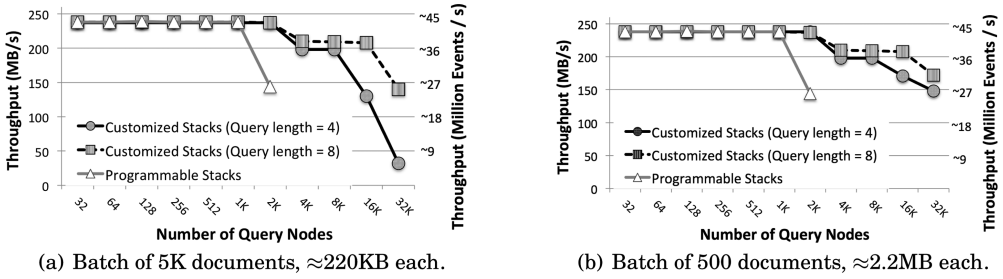 Throughput (MB/s)
250
200
150
100
50
0
~45
~36
~27
~18
~9
Throughput (Million Events / s)
Customized Stacks (Query length = 4)
Customized Stacks (Query length = 8)
Programmable Stacks
32 64 128 256 512 1K 2K 4K 8K 16K 32K
Number of Query Nodes
(a) Batch of 5K documents, ≈220KB each.
Throughput (MB/s)
250
200
150
100
50
0
~45
~36
~27
~18
~9
Throughput (Million Events / s)
Customized Stacks (Query length = 4)
Customized Stacks (Query length = 8)
Programmable Stacks
32 64 128 256 512 1K 2K 4K 8K 16K 32K
Number of Query Nodes
(b) Batch of 500 documents, ≈2.2MB each.